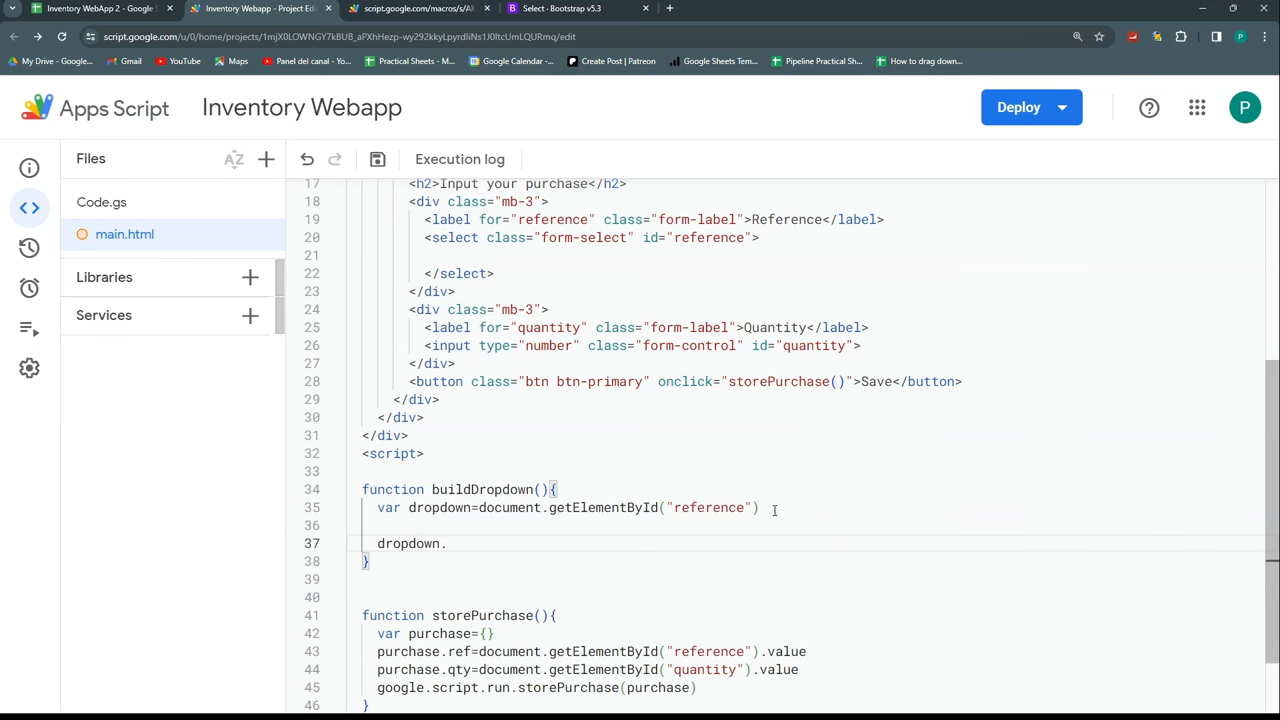 Inventory WebApp 2 - Google S
Inventory Webapp - Project Edi
script.google.com/macros/s/A
Select · Bootstrap v5.3
script.google.com/u/0/home/projects/1mjX0LOWNGY7kBUB_aPXhHezp-wy292kkyLpyrdIiNs1J0ltcUmLQURmq/edit
My Drive - Google...
Gmail
YouTube
Maps
Panel del canal - Yo...
Practical Sheets - M...
Google Calendar -...
Create Post | Patreon
Google Sheets Tem...
Pipeline Practical Sh...
How to drag down...
Apps Script
Inventory Webapp
Deploy
P
Files
Execution log
Code.gs
main.html
Libraries
Services
17 <h2>Input your purchase</h2>
18 <div class="mb-3">
19 <label for="reference" class="form-label">Reference</label>
20 <select class="form-select" id="reference">
21
22 </select>
23 </div>
24 <div class="mb-3">
25 <label for="quantity" class="form-label">Quantity</label>
26 <input type="number" class="form-control" id="quantity">
27 </div>
28 <button class="btn btn-primary" onclick="storePurchase()">Save</button>
29 </div>
30 </div>
31 </div>
32 <script>
33
34 function buildDropdown(){
35 var dropdown=document.getElementById("reference")
36
37 dropdown.
38 }
39
40
41 function storePurchase(){
42 var purchase={}
43 purchase.ref=document.getElementById("reference").value
44 purchase.qty=document.getElementById("quantity").value
45 google.script.run.storePurchase(purchase)
46 }